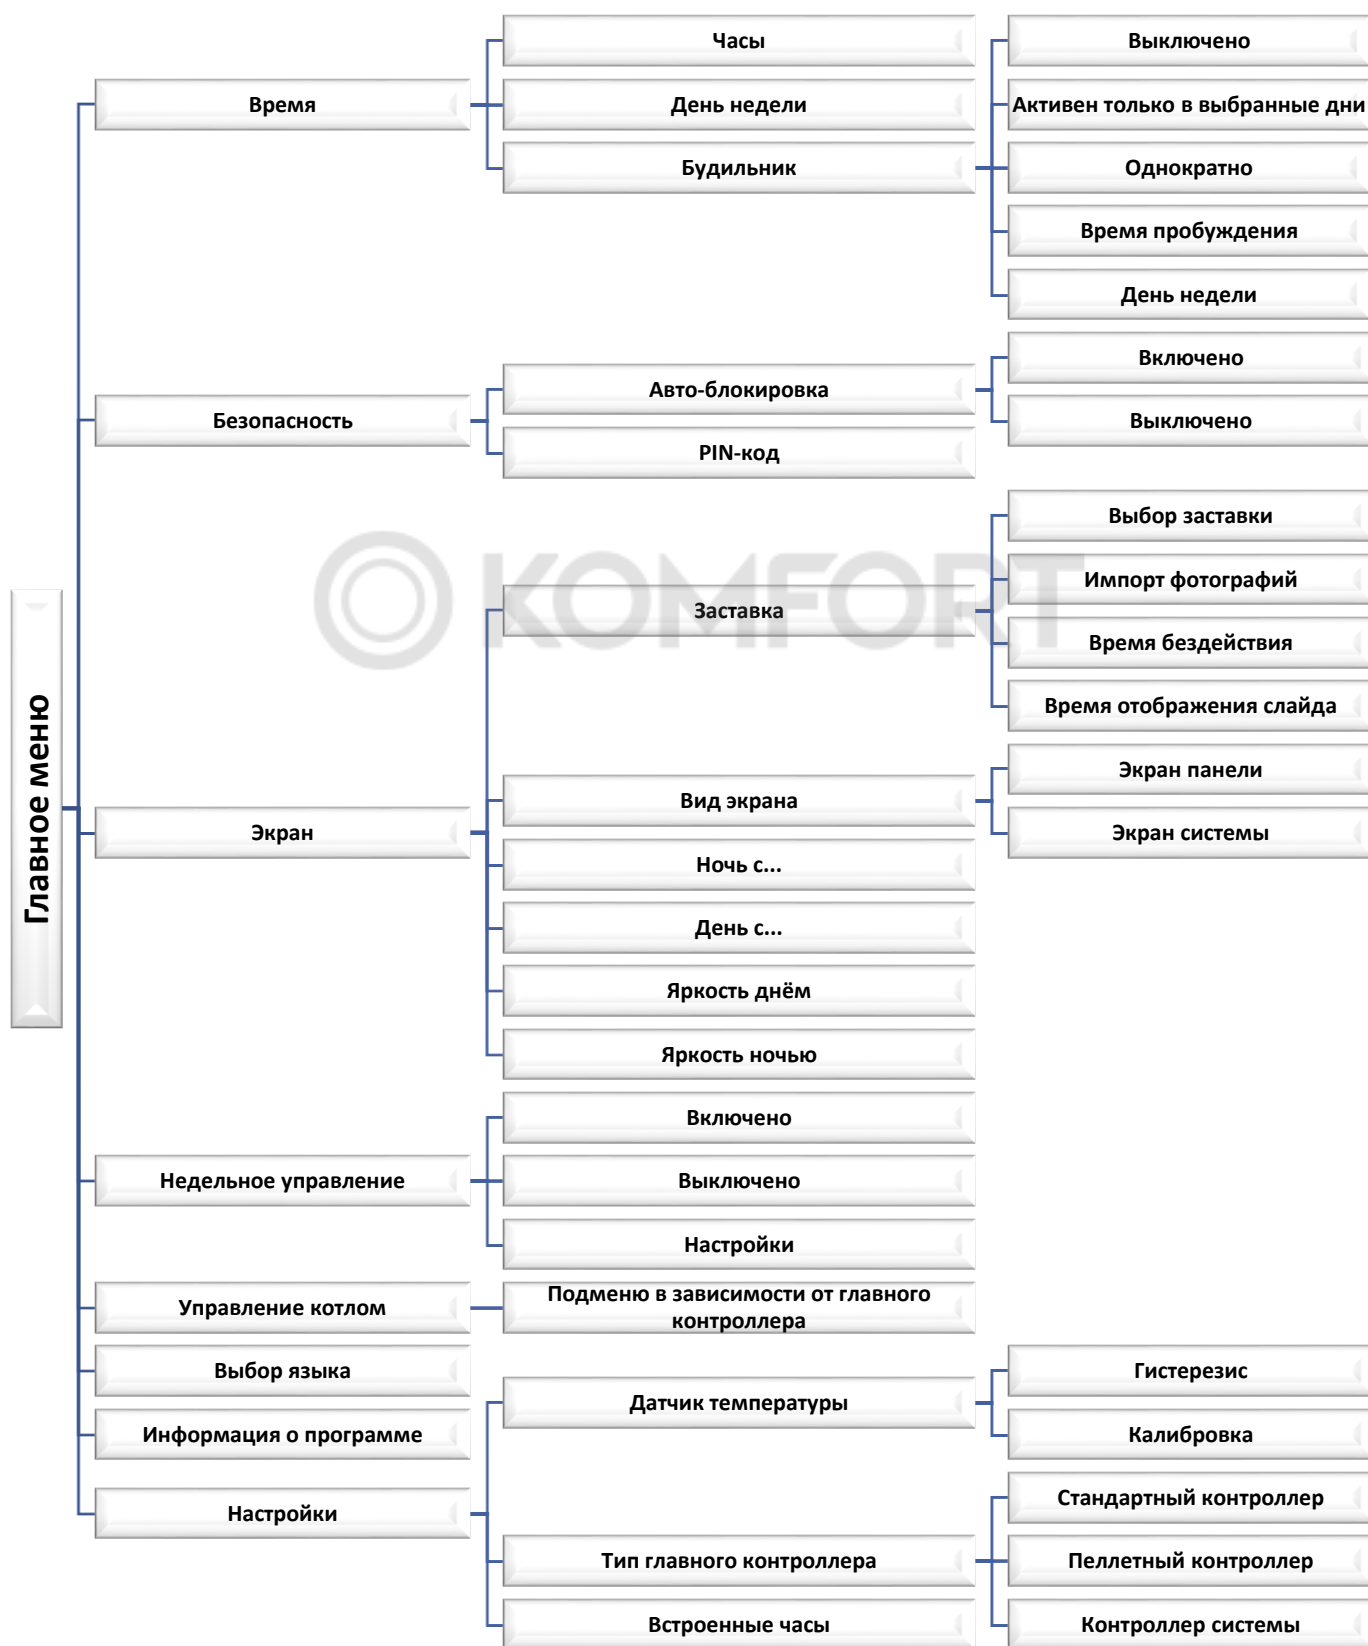 Главное меню
Время
Часы
День недели
Будильник
Выключено
Активен только в выбранные дни
Однократно
Время пробуждения
День недели
Безопасность
Авто-блокировка
Включено
Выключено
PIN-код
KOMFORT
Экран
Заставка
Выбор заставки
Импорт фотографий
Время бездействия
Время отображения слайда
Вид экрана
Экран панели
Экран системы
Ночь с...
День с...
Яркость днём
Яркость ночью
Недельное управление
Включено
Выключено
Настройки
Управление котлом
Подменю в зависимости от главного
контроллера
Выбор языка
Информация о программе
Настройки
Датчик температуры
Гистерезис
Калибровка
Тип главного контроллера
Стандартный контроллер
Пеллетный контроллер
Контроллер системы
Встроенные часы